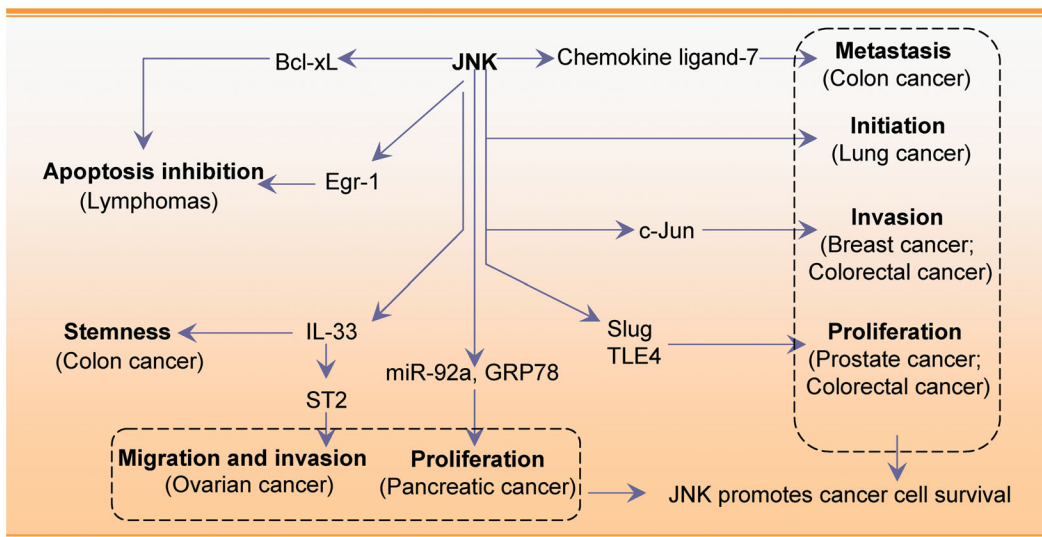 Bcl-xL
JNK
Chemokine ligand-7
Metastasis
(Colon cancer)
Initiation
(Lung cancer)
Apoptosis inhibition
(Lymphomas)
Egr-1
c-Jun
Invasion
(Breast cancer;
Colorectal cancer)
Stemness
(Colon cancer)
IL-33
ST2
miR-92a, GRP78
Slug
TLE4
Proliferation
(Prostate cancer;
Colorectal cancer)
Migration and invasion
(Ovarian cancer)
Proliferation
(Pancreatic cancer)
JNK promotes cancer cell survival